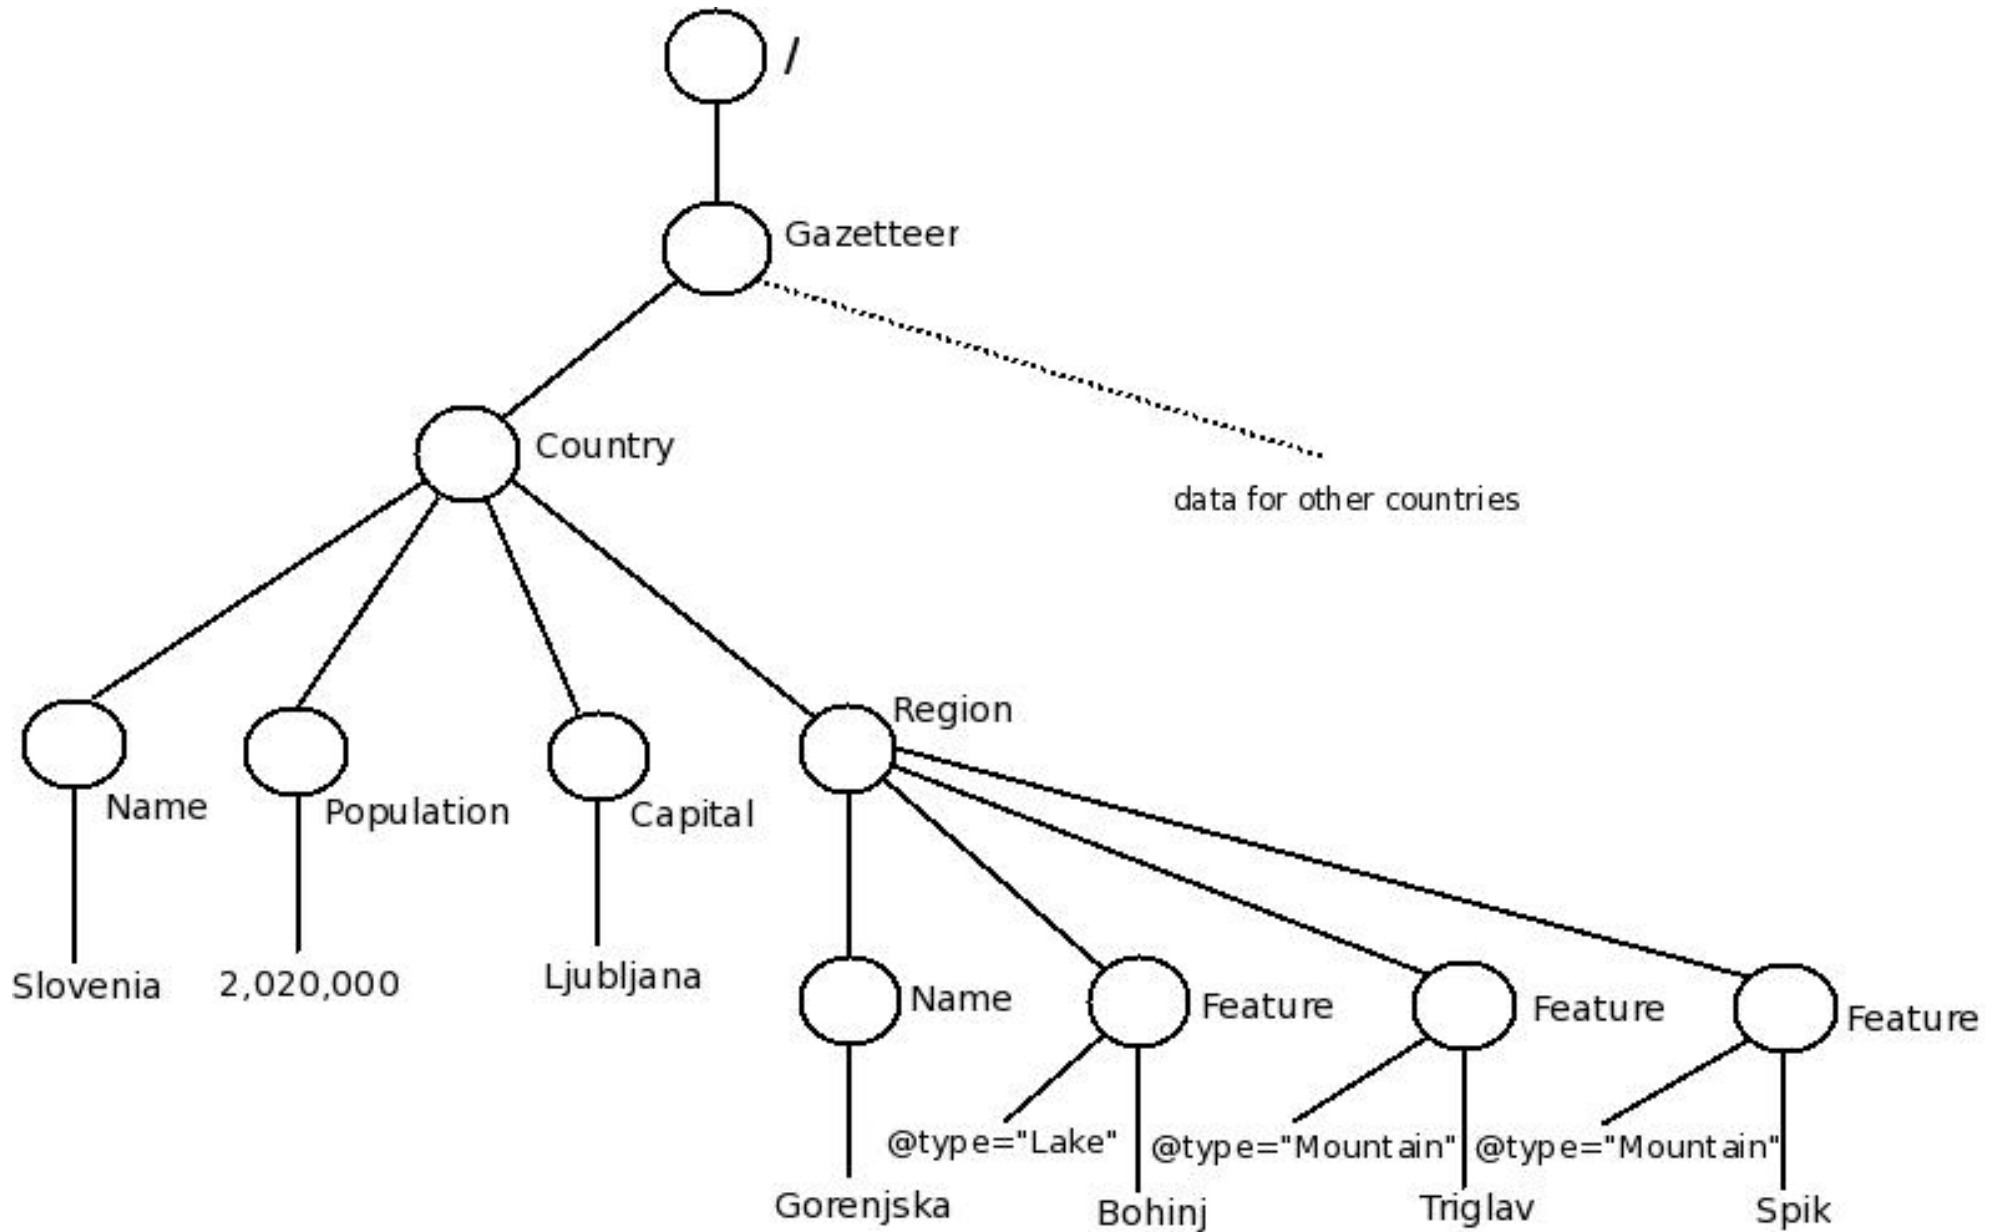 /
Gazetteer
Country
data for other countries
Region
Name
Population
Capital
Slovenia
2,020,000
Ljubljana
Name
Feature
Feature
Feature
@type="Lake"
@type="Mountain"
@type="Mountain"
Gorenjska
Bohinj
Triglav
Spik